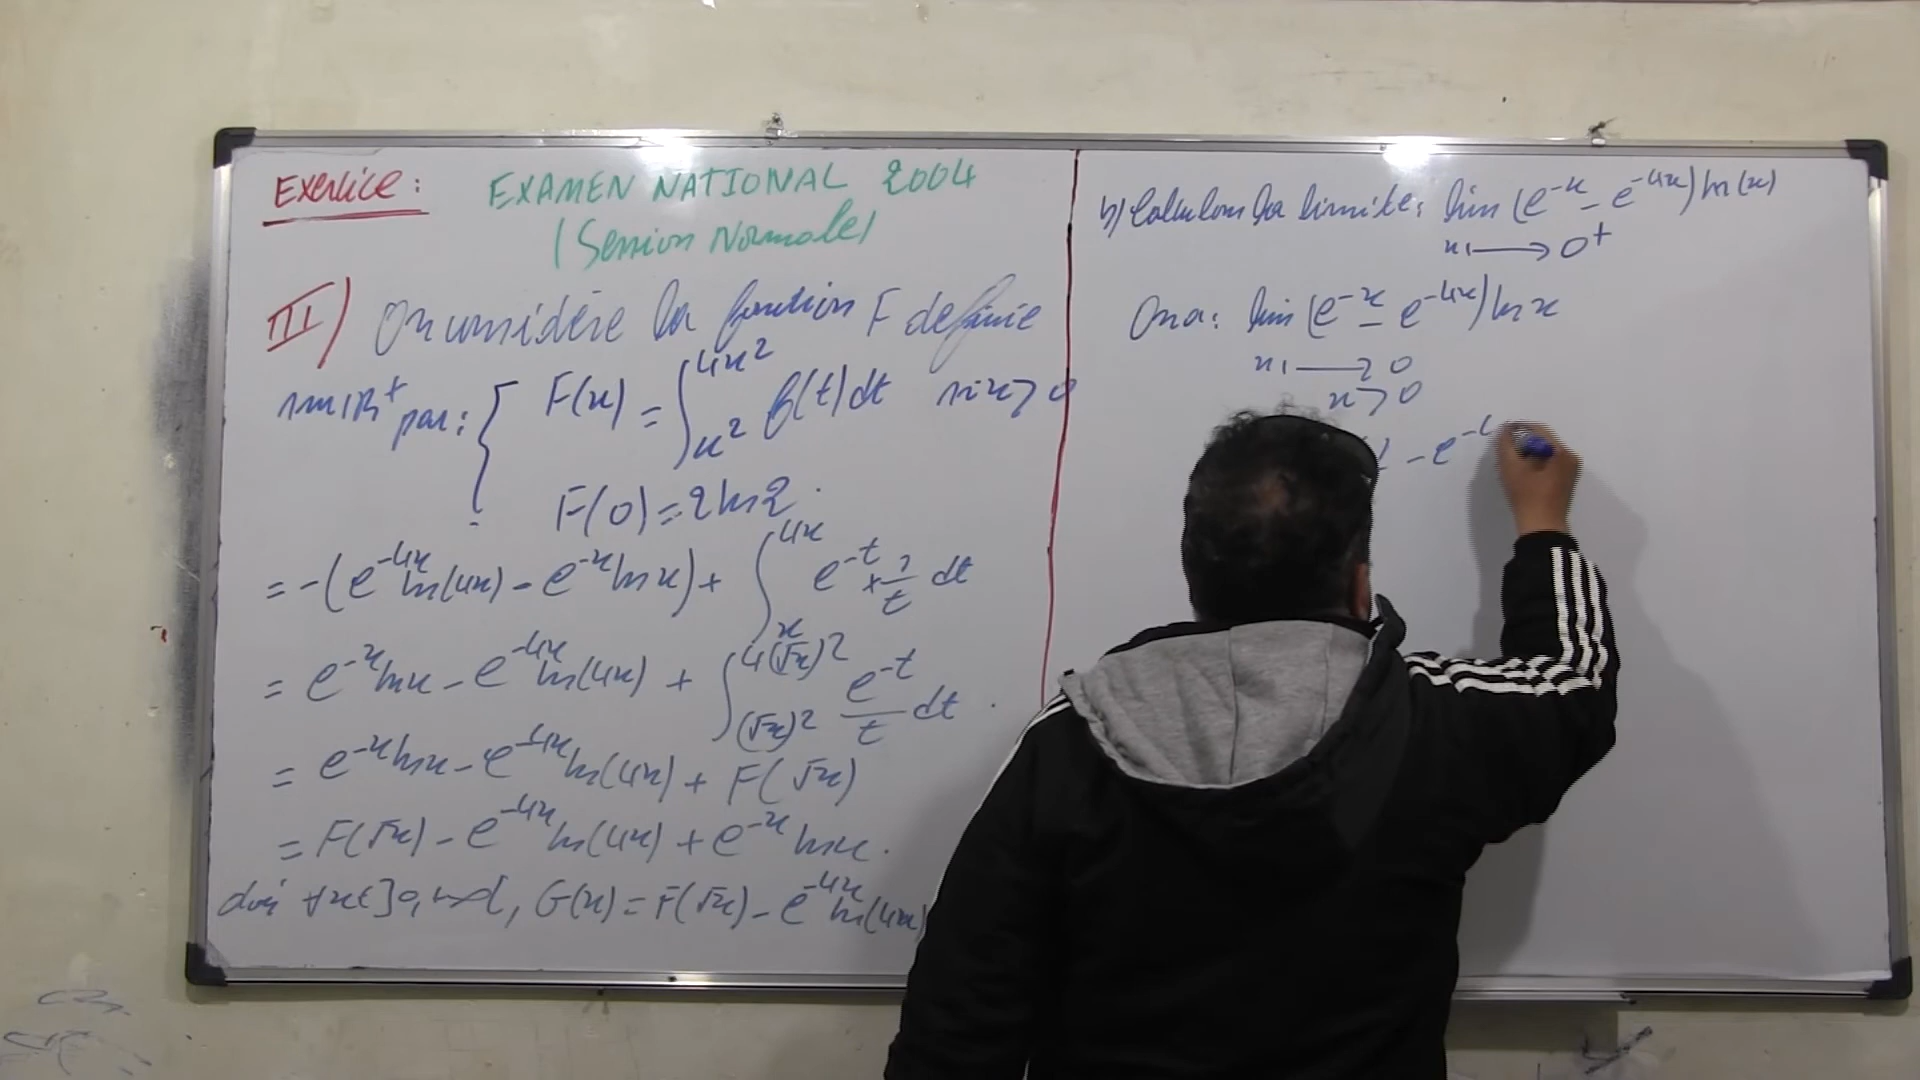 Exercice : EXAMEN NATIONAL 2004
(Session Normale)
III) On considère la fonction F definie
sur IR⁺ par : { F(x) = ∫_{x²}^{4x²} f(t)dt si x > 0
F(0) = 2ln2.
= -(e^{-4x} ln(4x) - e^{-x} ln x) + ∫_{x}^{4x} e^{-t} × 1/t dt
= e^{-x} ln x - e^{-4x} ln(4x) + ∫_{(√x)²}^{4(√x)²} e^{-t}/t dt.
= e^{-x} ln x - e^{-4x} ln(4x) + F(√x)
= F(√x) - e^{-4x} ln(4x) + e^{-x} ln x.
d'où ∀x∈]0,+∞[, G(x) = F(√x) - e^{-4x} ln(4x)
b) Calculons la limite : lim (e^{-x} - e^{-4x}) ln(x)
x → 0⁺
On a : lim (e^{-x} - e^{-4x}) ln x
x → 0
x > 0
- e^{-4